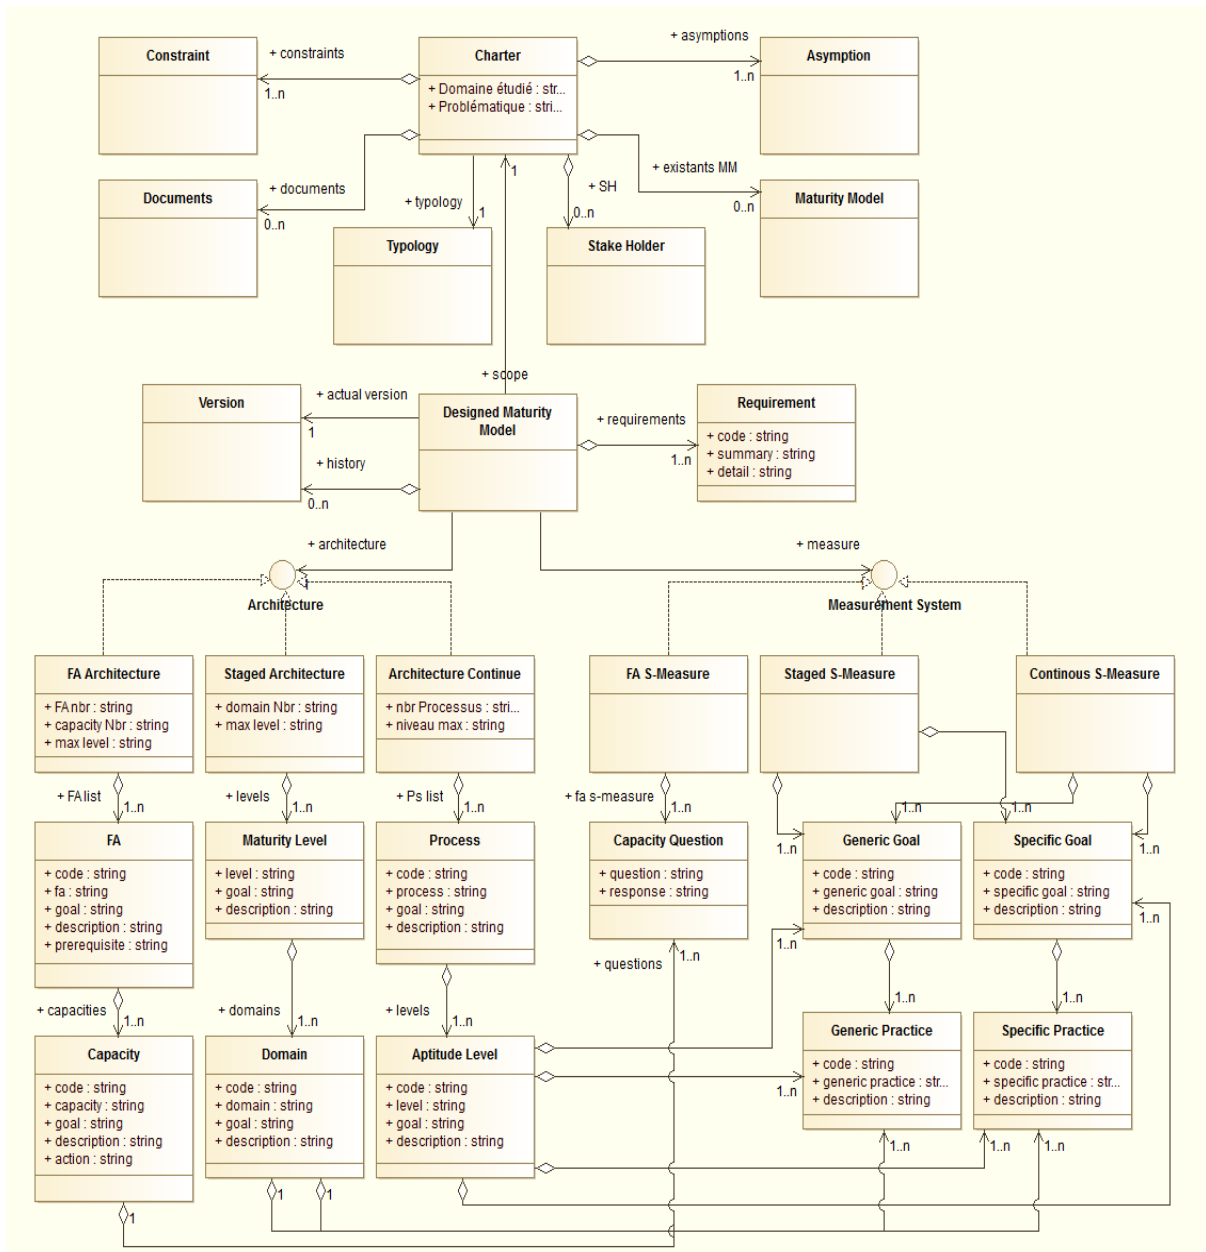 Constraint
+ constraints
1..n
Charter
+ Domaine étudié : str...
+ Problématique : stri...
+ asymptions
1..n
Asymption
Documents
+ documents
0..n
+ typology
1
1
+ SH
0..n
+ existants MM
0..n
Maturity Model
Typology
Stake Holder
+ scope
Version
+ actual version
1
+ history
0..n
Designed Maturity
Model
+ requirements
1..n
Requirement
+ code : string
+ summary : string
+ detail : string
+ architecture
+ measure
Architecture
Measurement System
FA Architecture
+ FA nbr : string
+ capacity Nbr : string
+ max level : string
Staged Architecture
+ domain Nbr : string
+ max level : string
Architecture Continue
+ nbr Processus : stri...
+ niveau max : string
FA S-Measure
Staged S-Measure
Continous S-Measure
+ FA list
1..n
+ levels
1..n
+ Ps list
1..n
+ fa s-measure
1..n
1..n
1..n
1..n
1..n
FA
+ code : string
+ fa : string
+ goal : string
+ description : string
+ prerequisite : string
Maturity Level
+ level : string
+ goal : string
+ description : string
Process
+ code : string
+ process : string
+ goal : string
+ description : string
Capacity Question
+ question : string
+ response : string
Generic Goal
+ code : string
+ generic goal : string
+ description : string
Specific Goal
+ code : string
+ specific goal : string
+ description : string
1..n
1..n
+ questions
1..n
+ capacities
1..n
+ domains
1..n
+ levels
1..n
1..n
1..n
Capacity
+ code : string
+ capacity : string
+ goal : string
+ description : string
+ action : string
Domain
+ code : string
+ domain : string
+ goal : string
+ description : string
Aptitude Level
+ code : string
+ level : string
+ goal : string
+ description : string
Generic Practice
+ code : string
+ generic practice : str...
+ description : string
Specific Practice
+ code : string
+ specific practice : str...
+ description : string
1..n
1..n
1..n
1..n
1
1
1